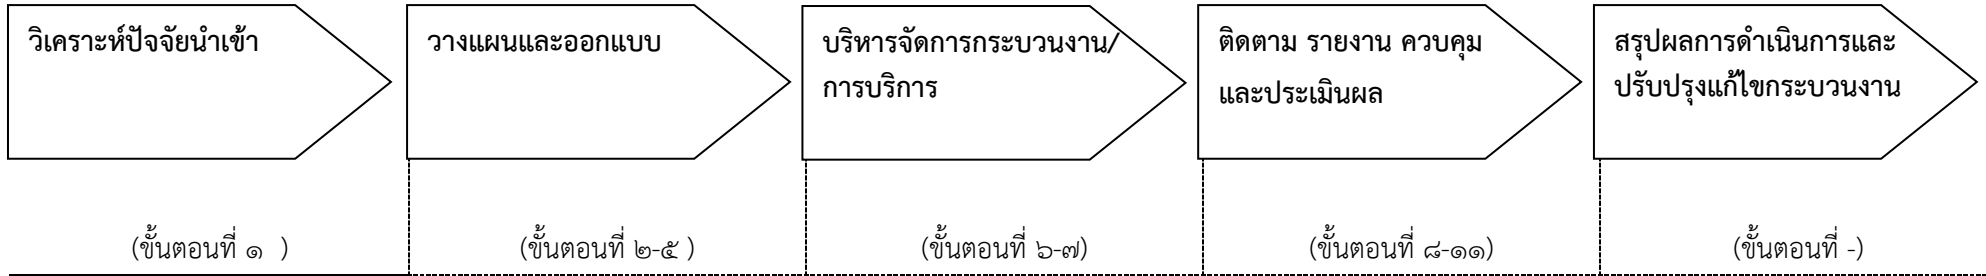 วิเคราะห์ปัจจัยนำเข้า
วางแผนและออกแบบ
บริหารจัดการกระบวนงาน/
การบริการ
ติดตาม รายงาน ควบคุม
และประเมินผล
สรุปผลการดำเนินการและ
ปรับปรุงแก้ไขกระบวนงาน
(ขั้นตอนที่ ๑ )
(ขั้นตอนที่ ๒-๕ )
(ขั้นตอนที่ ๖-๗)
(ขั้นตอนที่ ๘-๑๑)
(ขั้นตอนที่ -)